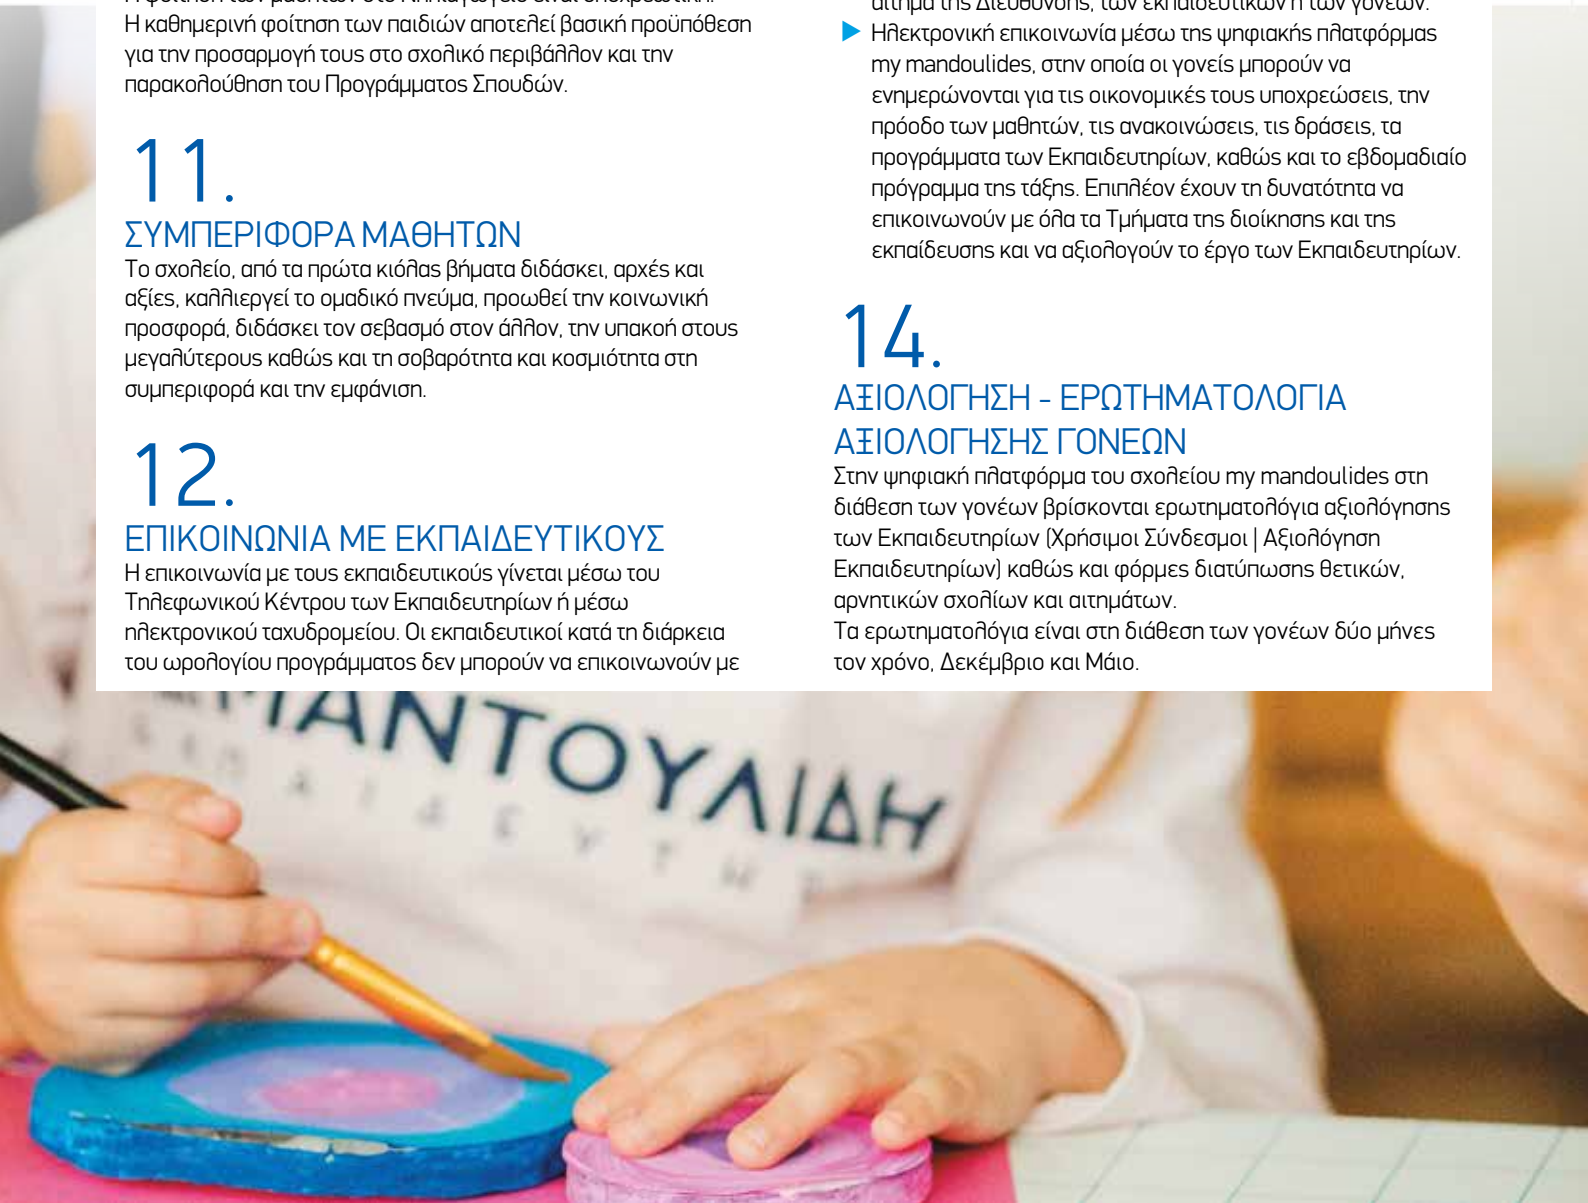 Η καθημερινή φοίτηση των παιδιών αποτελεί βασική προϋπόθεση
για την προσαρμογή τους στο σχολικό περιβάλλον και την
παρακολούθηση του Προγράμματος Σπουδών.
11.
ΣΥΜΠΕΡΙΦΟΡΑ ΜΑΘΗΤΩΝ
Το σχολείο, από τα πρώτα κιόλας βήματα διδάσκει, αρχές και
αξίες, καλλιεργεί το ομαδικό πνεύμα, προωθεί την κοινωνική
προσφορά, διδάσκει τον σεβασμό στον άλλον, την υπακοή στους
μεγαλύτερους καθώς και τη σοβαρότητα και κοσμιότητα στη
συμπεριφορά και την εμφάνιση.
12.
ΕΠΙΚΟΙΝΩΝΙΑ ΜΕ ΕΚΠΑΙΔΕΥΤΙΚΟΥΣ
Η επικοινωνία με τους εκπαιδευτικούς γίνεται μέσω του
Τηλεφωνικού Κέντρου των Εκπαιδευτηρίων ή μέσω
ηλεκτρονικού ταχυδρομείου. Οι εκπαιδευτικοί κατά τη διάρκεια
του ωρολογίου προγράμματος δεν μπορούν να επικοινωνούν με
αίτημα της Διεύθυνσης, των εκπαιδευτικών ή των γονέων.
Ηλεκτρονική επικοινωνία μέσω της ψηφιακής πλατφόρμας
my mandoulides, στην οποία οι γονείς μπορούν να
ενημερώνονται για τις οικονομικές τους υποχρεώσεις, την
πρόοδο των μαθητών, τις ανακοινώσεις, τις δράσεις, τα
προγράμματα των Εκπαιδευτηρίων, καθώς και το εβδομαδιαίο
πρόγραμμα της τάξης. Επιπλέον έχουν τη δυνατότητα να
επικοινωνούν με όλα τα Τμήματα της διοίκησης και της
εκπαίδευσης και να αξιολογούν το έργο των Εκπαιδευτηρίων.
14.
ΑΞΙΟΛΟΓΗΣΗ - ΕΡΩΤΗΜΑΤΟΛΟΓΙΑ
ΑΞΙΟΛΟΓΗΣΗΣ ΓΟΝΕΩΝ
Στην ψηφιακή πλατφόρμα του σχολείου my mandoulides στη
διάθεση των γονέων βρίσκονται ερωτηματολόγια αξιολόγησης
των Εκπαιδευτηρίων (Χρήσιμοι Σύνδεσμοι | Αξιολόγηση
Εκπαιδευτηρίων) καθώς και φόρμες διατύπωσης θετικών,
αρνητικών σχολίων και αιτημάτων.
Τα ερωτηματολόγια είναι στη διάθεση των γονέων δύο μήνες
τον χρόνο, Δεκέμβριο και Μάιο.
ΜΑΝΤΟΥΛΙΔΗ